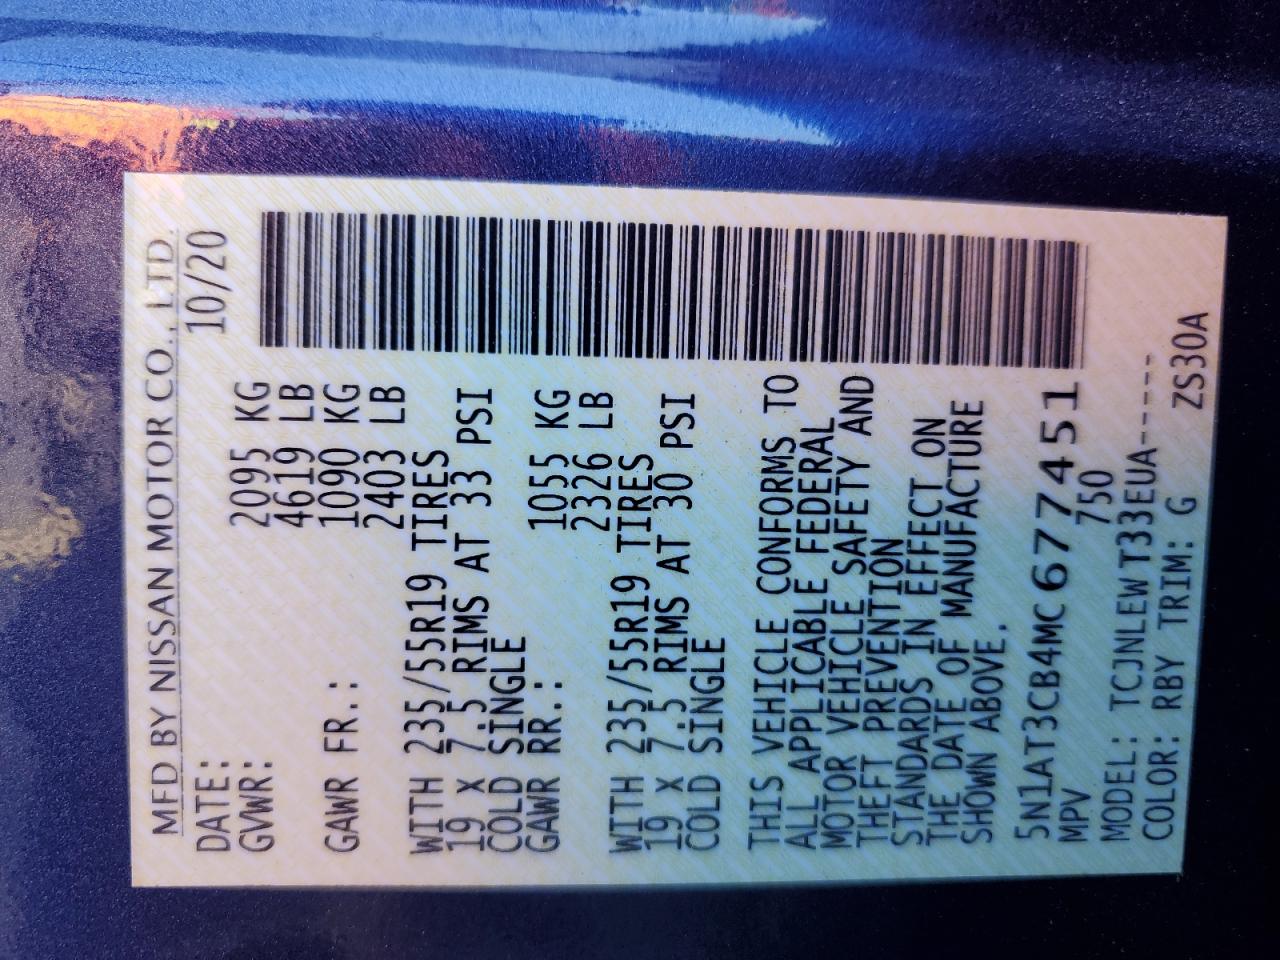 MFD BY NISSAN MOTOR CO., LTD.
DATE: 10/20
GVWR: 2095 KG
4619 LB
GAWR FR.: 1090 KG
2403 LB
WITH 235/55R19 TIRES
19 X 7.5 RIMS AT 33 PSI
COLD SINGLE
GAWR RR.: 1055 KG
2326 LB
WITH 235/55R19 TIRES
19 X 7.5 RIMS AT 30 PSI
COLD SINGLE
THIS VEHICLE CONFORMS TO
ALL APPLICABLE FEDERAL
MOTOR VEHICLE SAFETY AND
THEFT PREVENTION
STANDARDS IN EFFECT ON
THE DATE OF MANUFACTURE
SHOWN ABOVE.
5N1AT3CB4MC677451
MPV 750
MODEL: TCJNLEWT33EUA-----
COLOR: RBY TRIM: G ZS30A